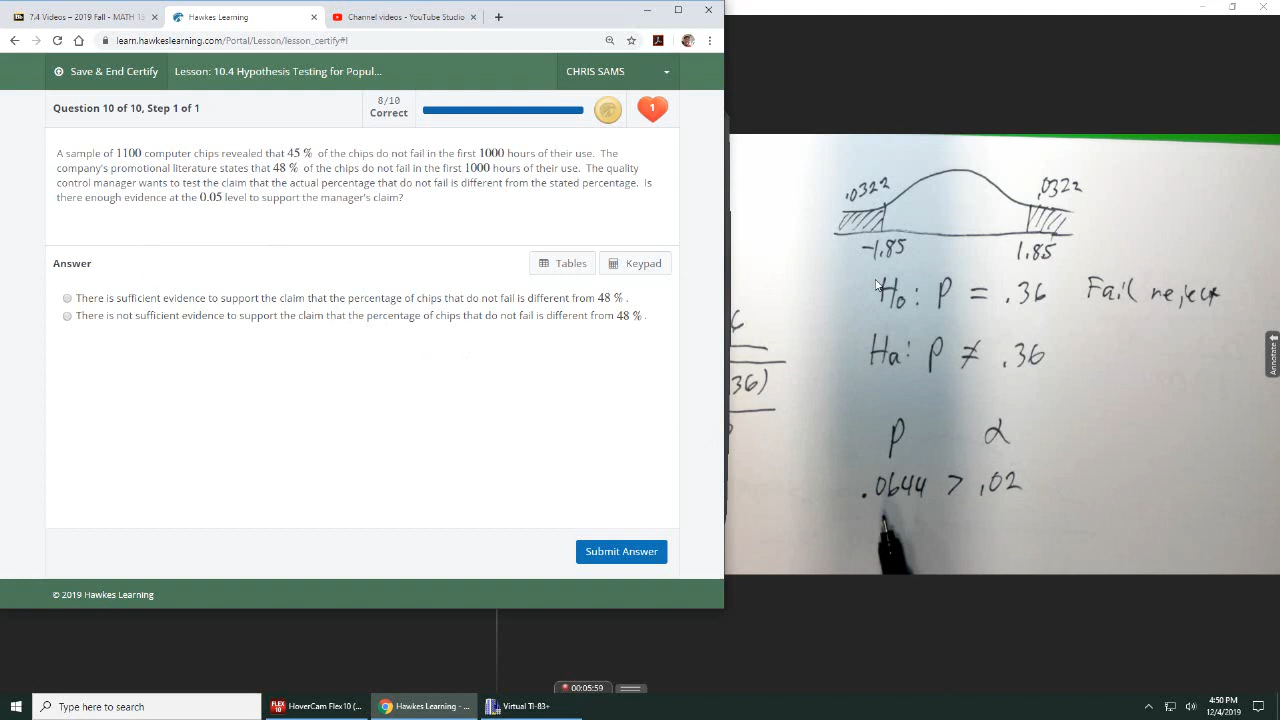 7.4 Videos – 2019 Fall - MATH 15
Hawkes Learning
Channel videos - YouTube Studio
learn.hawkeslearning.com/Portal/Lesson/lesson_certify#!
Save & End Certify
Lesson: 10.4 Hypothesis Testing for Popul...
CHRIS SAMS
Question 10 of 10, Step 1 of 1
8/10
Correct
1
A sample of 1100 computer chips revealed that 45 % of the chips do not fail in the first 1000 hours of their use. The
company's promotional literature states that 48 % of the chips do not fail in the first 1000 hours of their use. The quality
control manager wants to test the claim that the actual percentage that do not fail is different from the stated percentage. Is
there enough evidence at the 0.05 level to support the manager's claim?
Answer
Tables
Keypad
There is sufficient evidence to support the claim that the percentage of chips that do not fail is different from 48 % .
There is not sufficient evidence to support the claim that the percentage of chips that do not fail is different from 48 % .
Submit Answer
© 2019 Hawkes Learning
.0322 .0322
-1.85 1.85
Ho: P = .36 Fail reject
Ha: P ≠ .36
36)
P α
.0644 > .02
Annotate
00:05:59
Type here to search
FLEX 10
HoverCam Flex10 (...
Hawkes Learning - ...
Virtual TI-83+
4:50 PM
12/4/2019